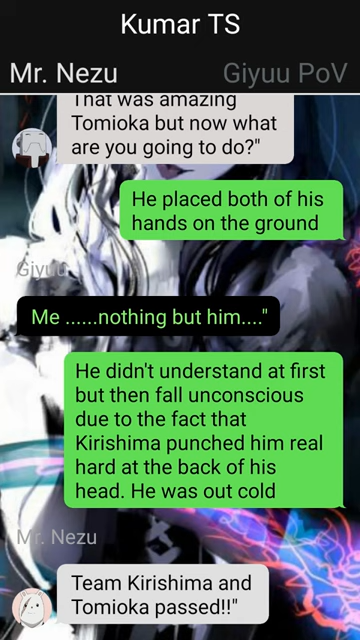 Kumar TS
Mr. Nezu
Giyuu PoV
That was amazing
Tomioka but now what
are you going to do?"
He placed both of his
hands on the ground
Giyuu
Me ......nothing but him...."
He didn't understand at first
but then fall unconscious
due to the fact that
Kirishima punched him real
hard at the back of his
head. He was out cold
Mr. Nezu
Team Kirishima and
Tomioka passed!!"